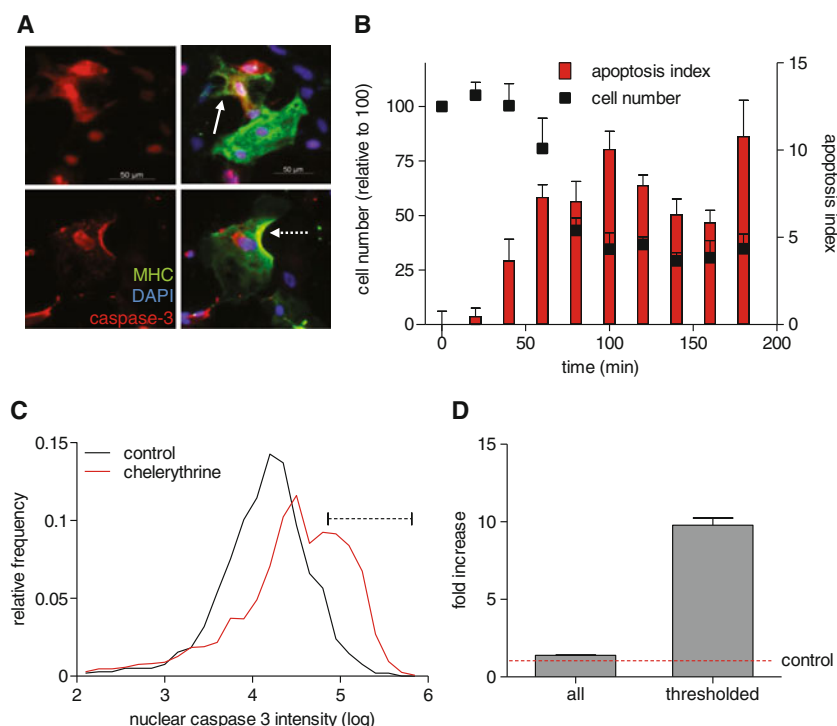 A
50 µm
50 µm
MHC
DAPI
caspase-3
B
apoptosis index
cell number
cell number (relative to 100)
100
75
50
25
0
15
10
5
0
apoptosis index
0
50
100
150
200
time (min)
C
control
chelerythrine
relative frequency
0.15
0.1
0.05
0
2
3
4
5
6
nuclear caspase 3 intensity (log)
D
fold increase
15
10
5
0
control
all
thresholded